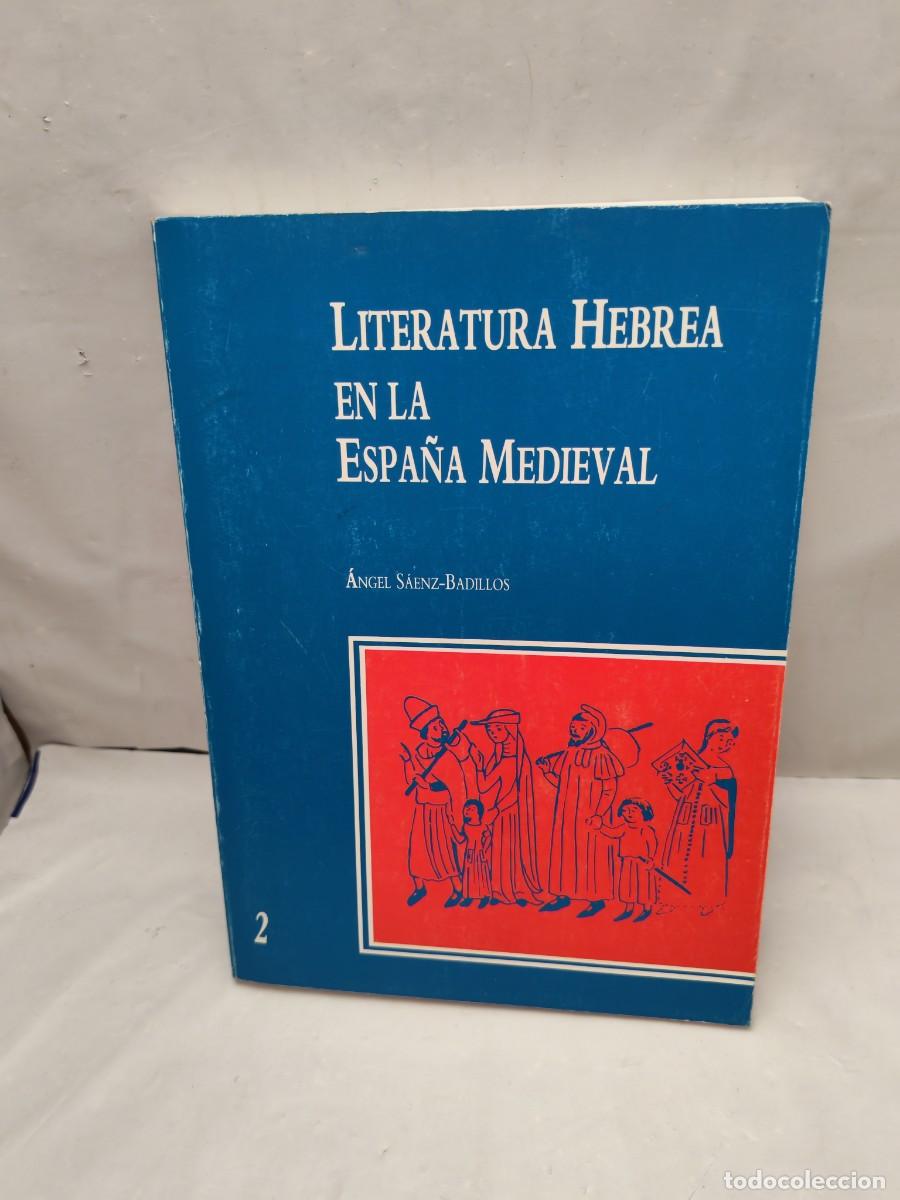 LITERATURA HEBREA
EN LA
ESPAÑA MEDIEVAL
ÁNGEL SÁENZ-BADILLOS
2
todocoleccion